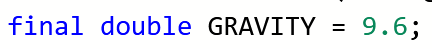 final double GRAVITY = 9.6;